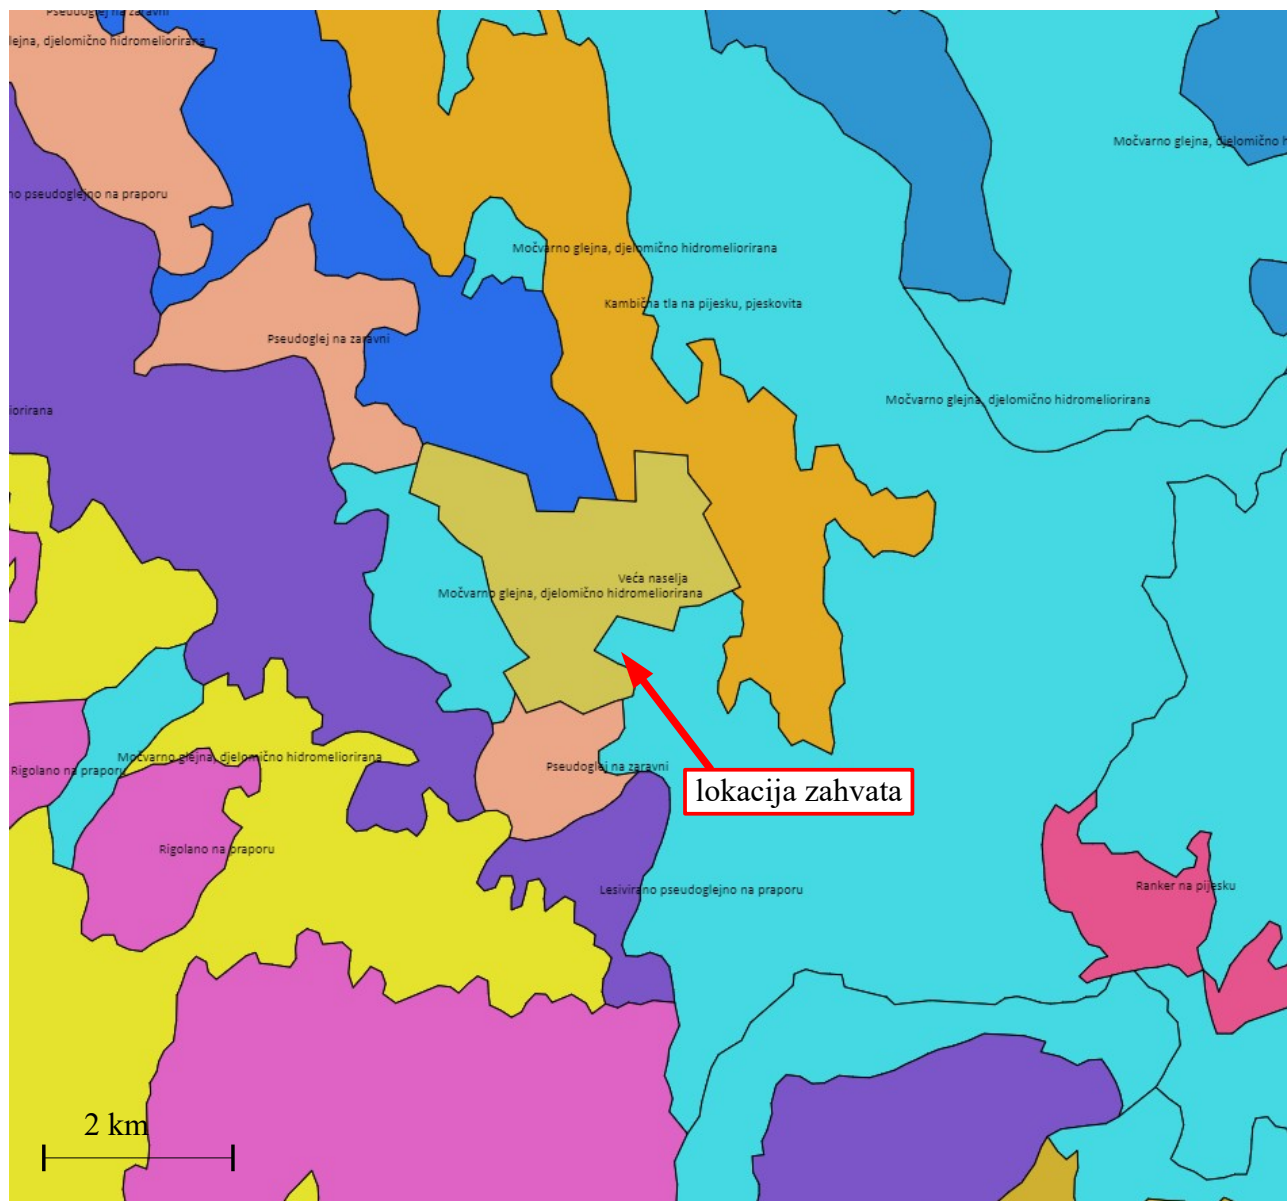 Pseudoglej na zaravni
lejna, djelomično hidromeliorirana
Močvarno glejna, djelomično h
no pseudoglejno na praporu
Močvarno glejna, djelomično hidromeliorirana
Kambična tla na pijesku, pjeskovita
Pseudoglej na zaravni
Močvarno glejna, djelomično hidromeliorirana
iorirana
Veća naselja
Močvarno glejna, djelomično hidromeliorirana
Močvarno glejna, djelomično hidromeliorirana
Pseudoglej na zaravni
Rigolano na praporu
lokacija zahvata
Rigolano na praporu
Lesivirano pseudoglejno na praporu
Ranker na pijesku
2 km